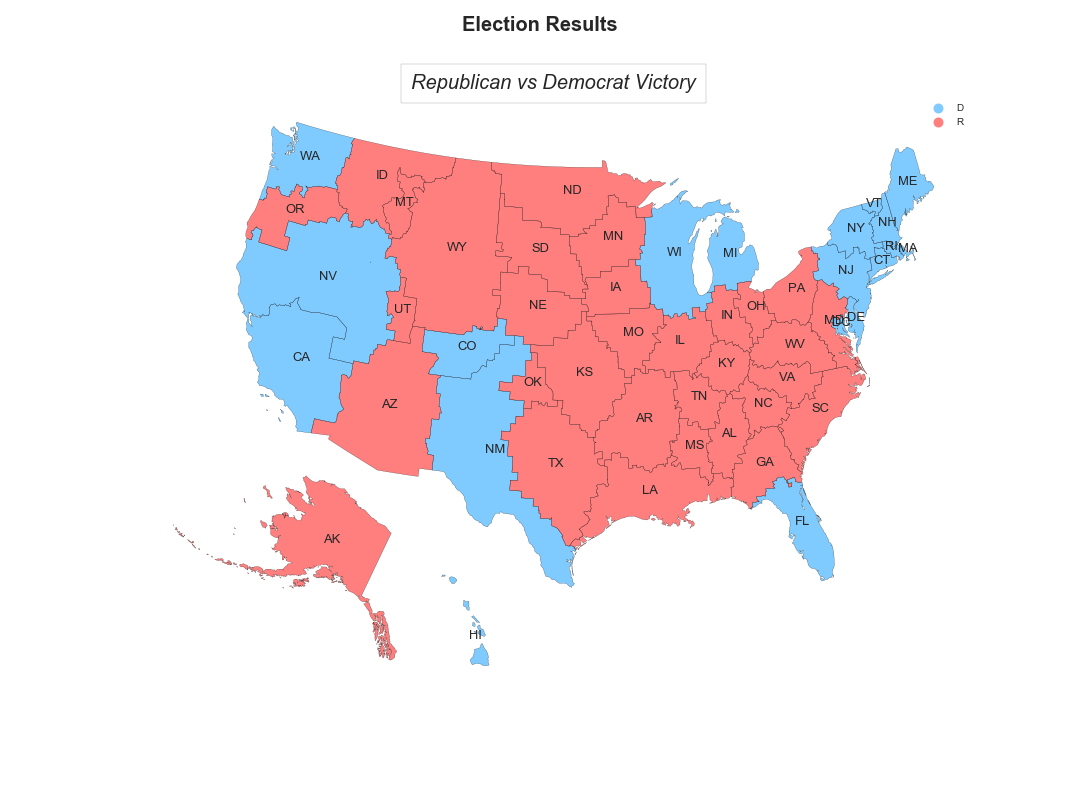 Election Results
Republican vs Democrat Victory
D
R
WA
ID
MT
OR
ND
MN
WI
MI
ME
VT
NH
NY
RI
MA
CT
NJ
WY
SD
NV
IA
NE
PA
OH
IN
DE
DC
UT
MO
IL
WV
CO
CA
KS
KY
VA
OK
TN
NC
SC
AZ
AR
AL
MS
NM
TX
GA
LA
FL
AK
HI